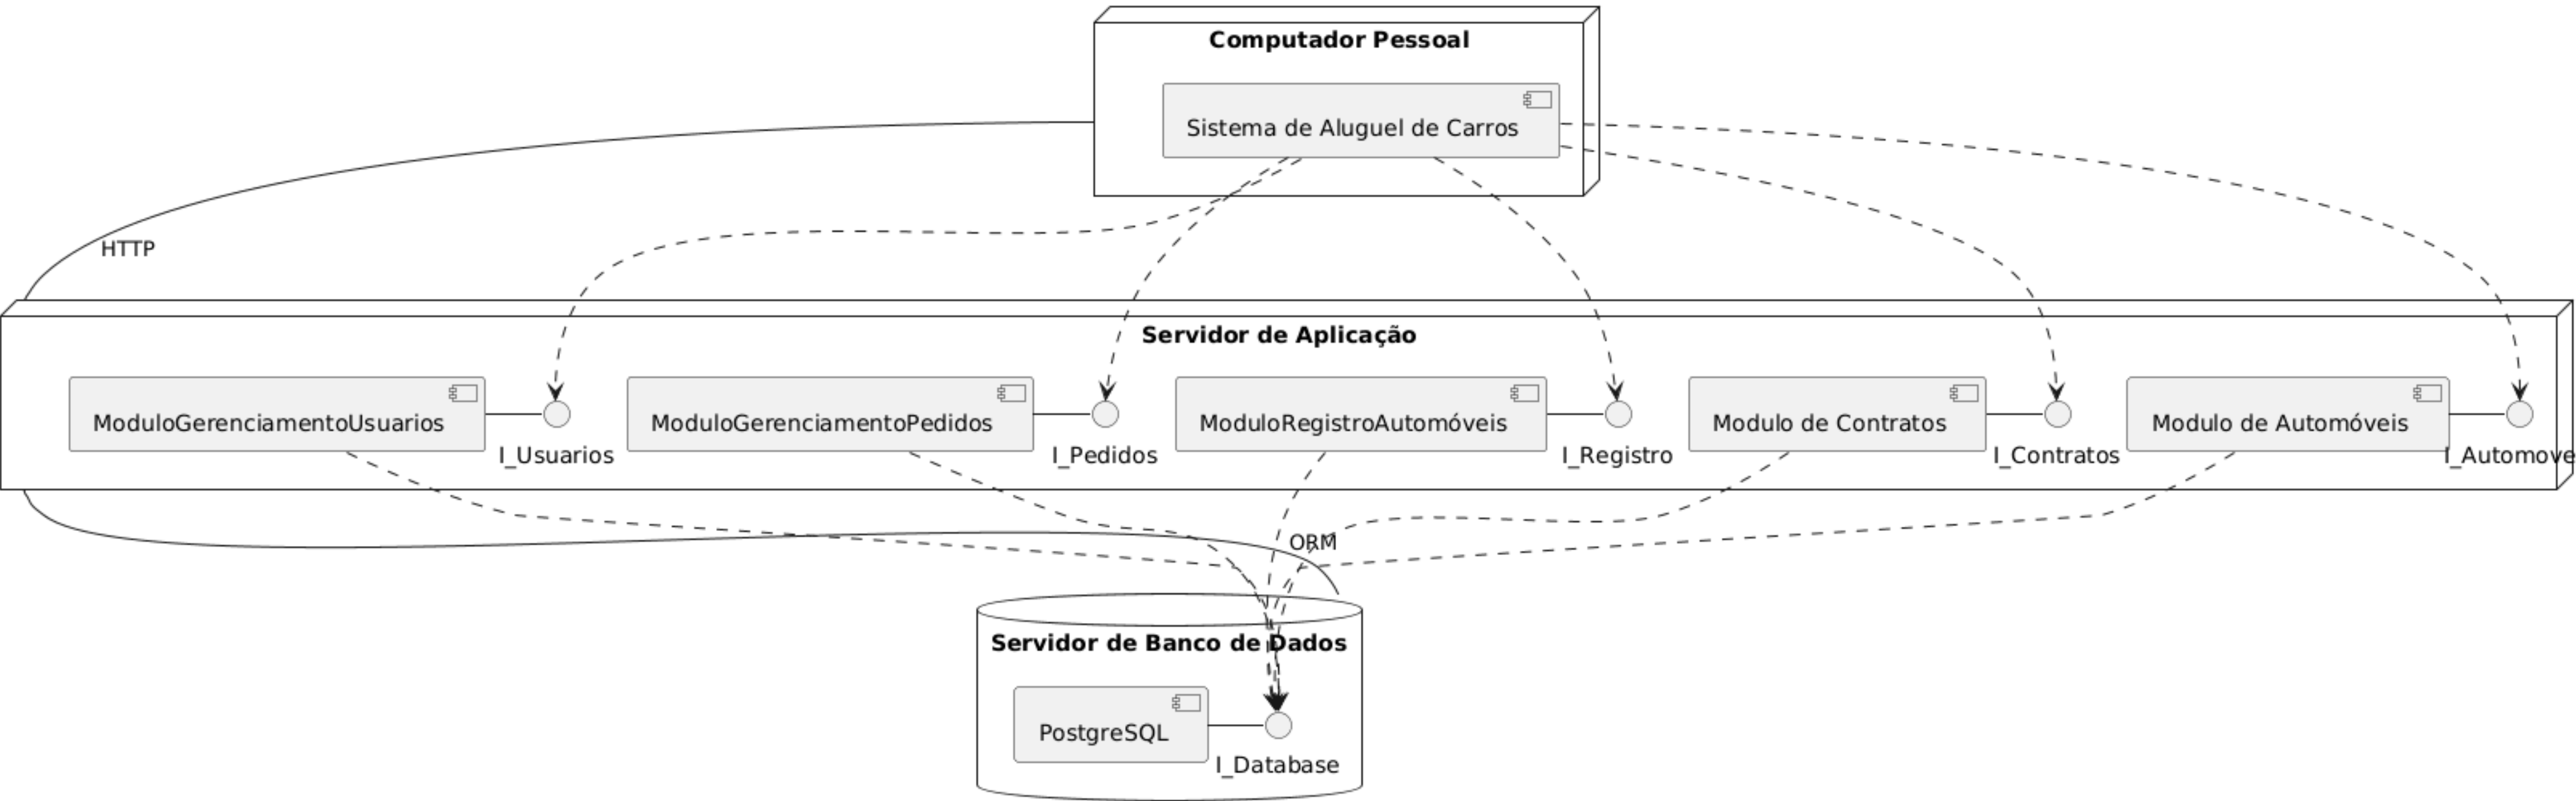 Computador Pessoal
Sistema de Aluguel de Carros
HTTP
Servidor de Aplicação
ModuloGerenciamentoUsuarios
I_Usuarios
ModuloGerenciamentoPedidos
I_Pedidos
ModuloRegistroAutomóveis
I_Registro
Modulo de Contratos
I_Contratos
Modulo de Automóveis
I_Automove
ORM
Servidor de Banco de Dados
PostgreSQL
I_Database